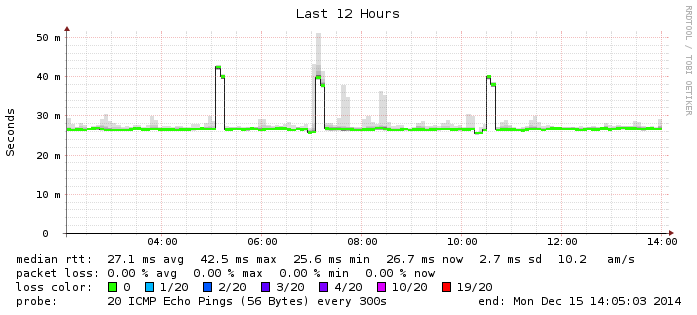 Last 12 Hours
RRDTOOL / TOBI OETIKER
Seconds
50 m
40 m
30 m
20 m
10 m
0
04:00 06:00 08:00 10:00 12:00 14:00
median rtt: 27.1 ms avg 42.5 ms max 25.6 ms min 26.7 ms now 2.7 ms sd 10.2 am/s
packet loss: 0.00 % avg 0.00 % max 0.00 % min 0.00 % now
loss color: 0 1/20 2/20 3/20 4/20 10/20 19/20
probe: 20 ICMP Echo Pings (56 Bytes) every 300s end: Mon Dec 15 14:05:03 2014